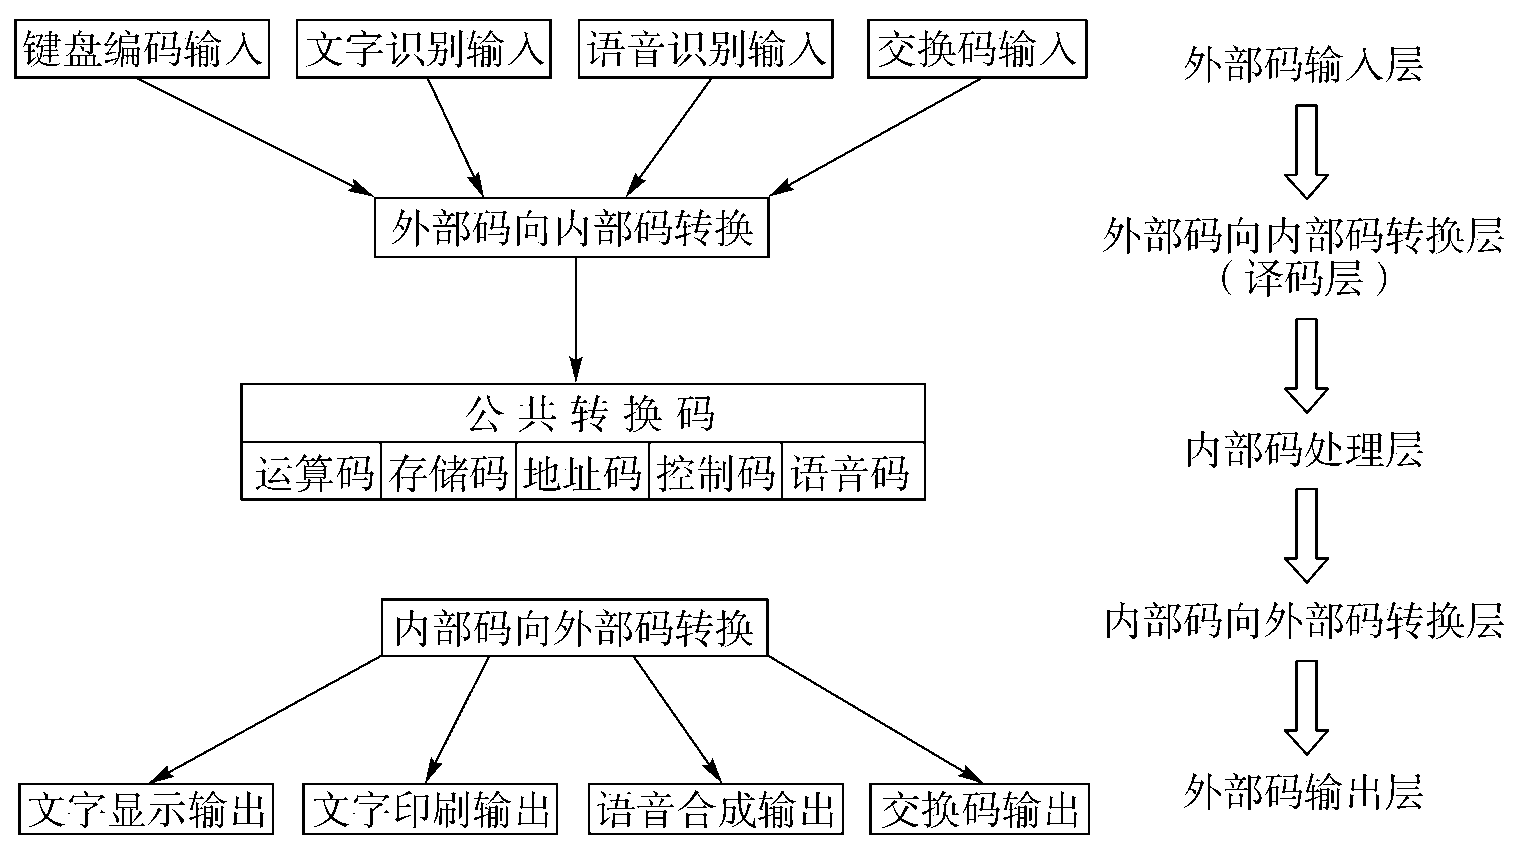 键盘编码输入
文字识别输入
语音识别输入
交换码输入
外部码输入层
外部码向内部码转换
外部码向内部码转换层
（译码层）
公共转换码
运算码
存储码
地址码
控制码
语音码
内部码处理层
内部码向外部码转换
内部码向外部码转换层
文字显示输出
文字印刷输出
语音合成输出
交换码输出
外部码输出层